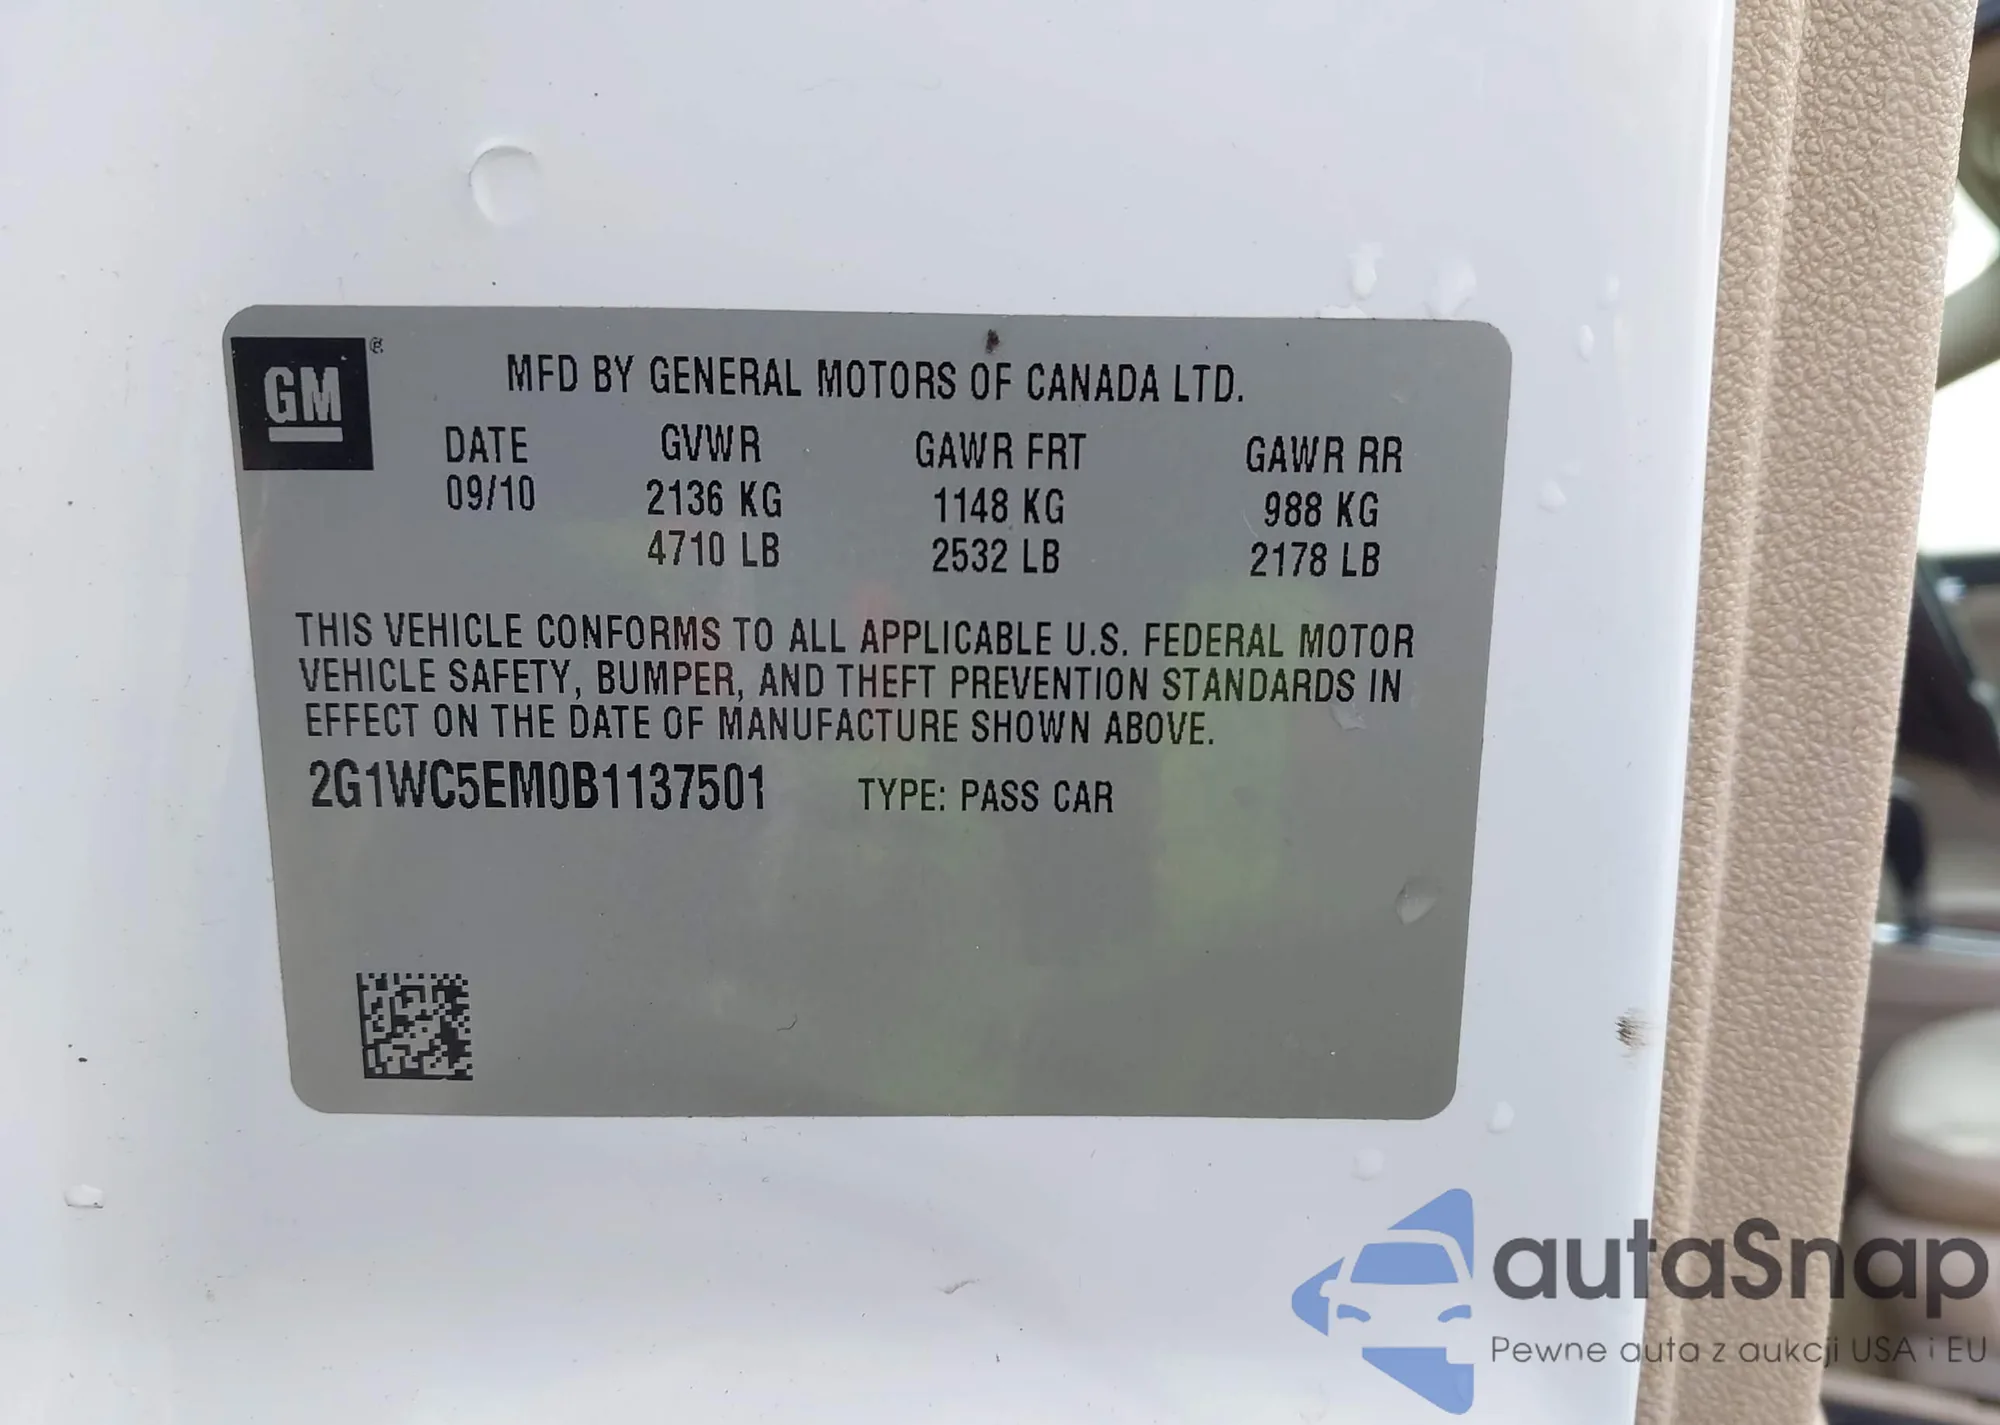 GM®
MFD BY GENERAL MOTORS OF CANADA LTD.
DATE GVWR GAWR FRT GAWR RR
09/10 2136 KG 1148 KG 988 KG
4710 LB 2532 LB 2178 LB
THIS VEHICLE CONFORMS TO ALL APPLICABLE U.S. FEDERAL MOTOR
VEHICLE SAFETY, BUMPER, AND THEFT PREVENTION STANDARDS IN
EFFECT ON THE DATE OF MANUFACTURE SHOWN ABOVE.
2G1WC5EM0B1137501 TYPE: PASS CAR
autaSnap
Pewne auta z aukcji USA i EU